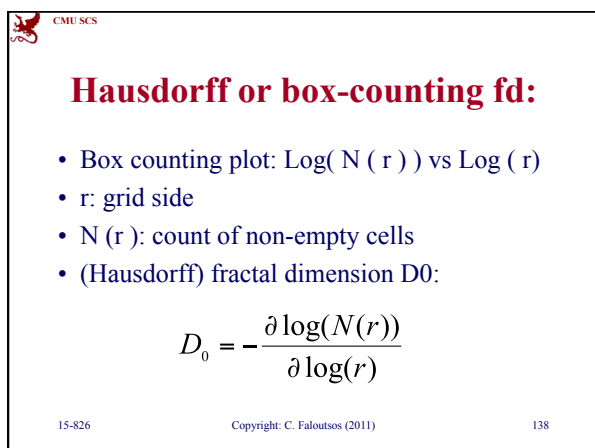 CMU SCS
Hausdorff or box-counting fd:
• Box counting plot: Log( N ( r ) ) vs Log ( r)
• r: grid side
• N (r ): count of non-empty cells
• (Hausdorff) fractal dimension D0:
D₀ = − ∂ log(N(r)) / ∂ log(r)
15-826 Copyright: C. Faloutsos (2011) 138